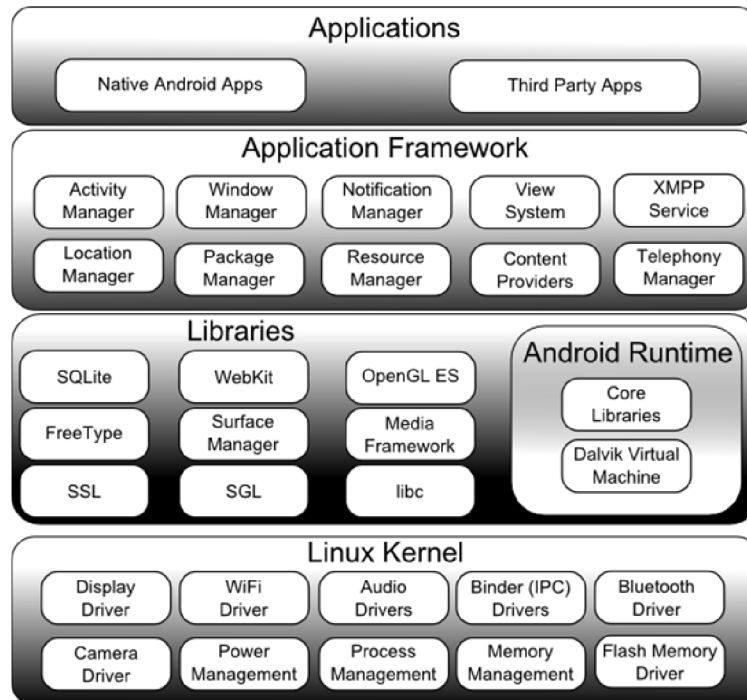 Applications
Native Android Apps
Third Party Apps
Application Framework
Activity
Manager
Window
Manager
Notification
Manager
View
System
XMPP
Service
Location
Manager
Package
Manager
Resource
Manager
Content
Providers
Telephony
Manager
Libraries
SQLite
WebKit
OpenGL ES
FreeType
Surface
Manager
Media
Framework
SSL
SGL
libc
Android Runtime
Core
Libraries
Dalvik Virtual
Machine
Linux Kernel
Display
Driver
WiFi
Driver
Audio
Drivers
Binder (IPC)
Drivers
Bluetooth
Driver
Camera
Driver
Power
Management
Process
Management
Memory
Management
Flash Memory
Driver